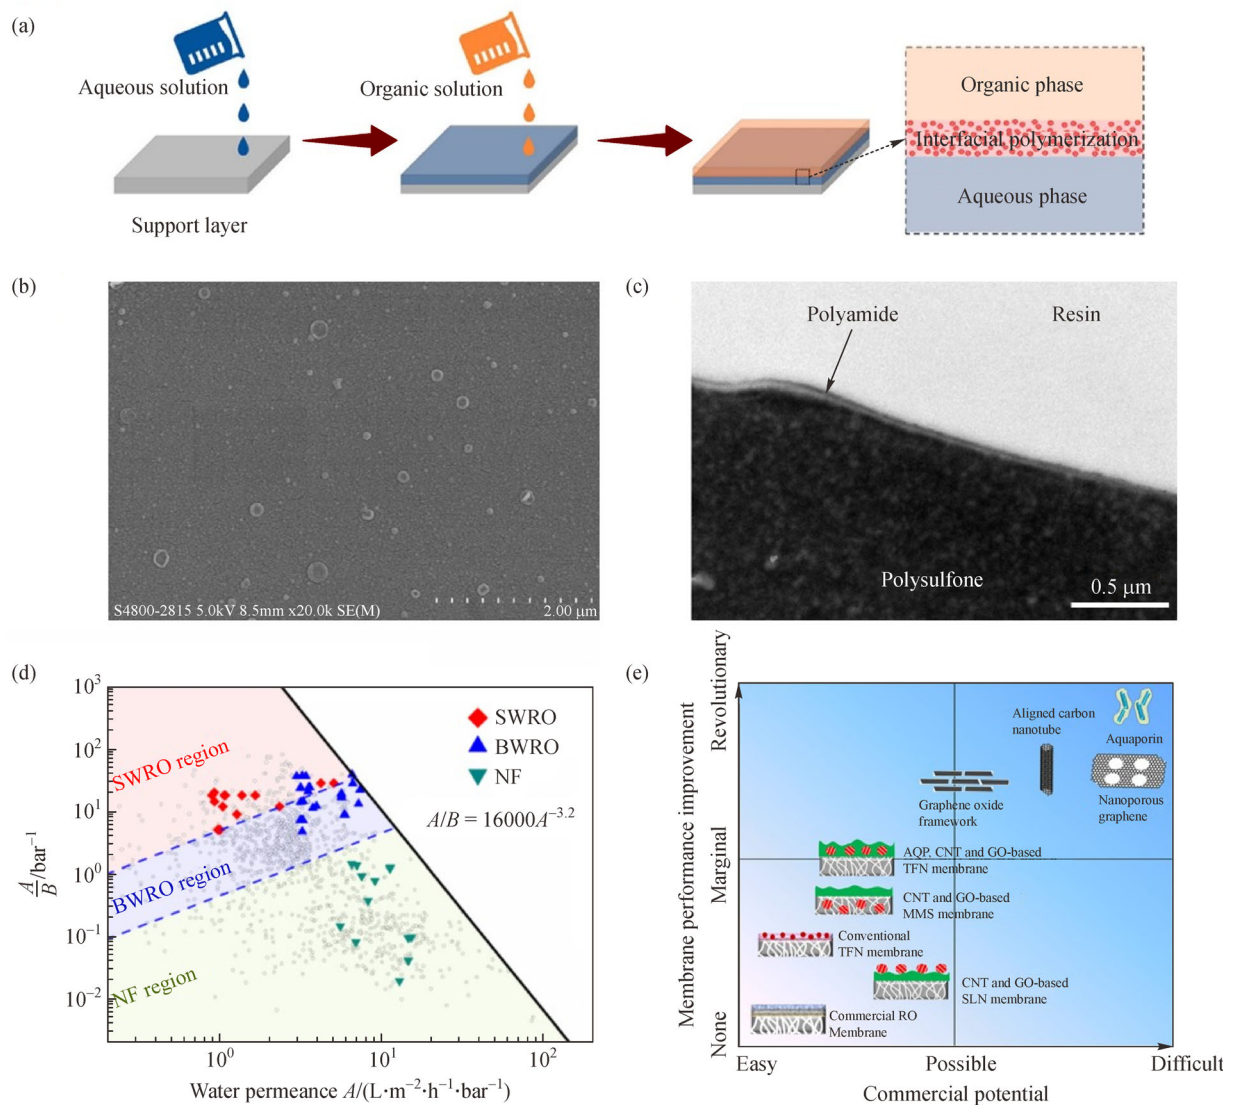 (a)
Aqueous solution
Organic solution
Support layer
Organic phase
Interfacial polymerization
Aqueous phase
(b)
S4800-2815 5.0kV 8.5mm x20.0k SE(M)
2.00 μm
(c)
Polyamide
Resin
Polysulfone
0.5 μm
(d)
10³
10²
10¹
10⁰
10⁻¹
10⁻²
A/B/bar⁻¹
SWRO region
BWRO region
NF region
SWRO
BWRO
NF
A/B = 16000A⁻³·²
10⁰
10¹
10²
Water permeance A/(L·m⁻²·h⁻¹·bar⁻¹)
(e)
Membrane performance improvement
Revolutionary
Marginal
None
Aligned carbon
nanotube
Aquaporin
Graphene oxide
framework
Nanoporous
graphene
AQP, CNT and GO-based
TFN membrane
CNT and GO-based
MMS membrane
Conventional
TFN membrane
CNT and GO-based
SLN membrane
Commercial RO
Membrane
Easy
Possible
Difficult
Commercial potential